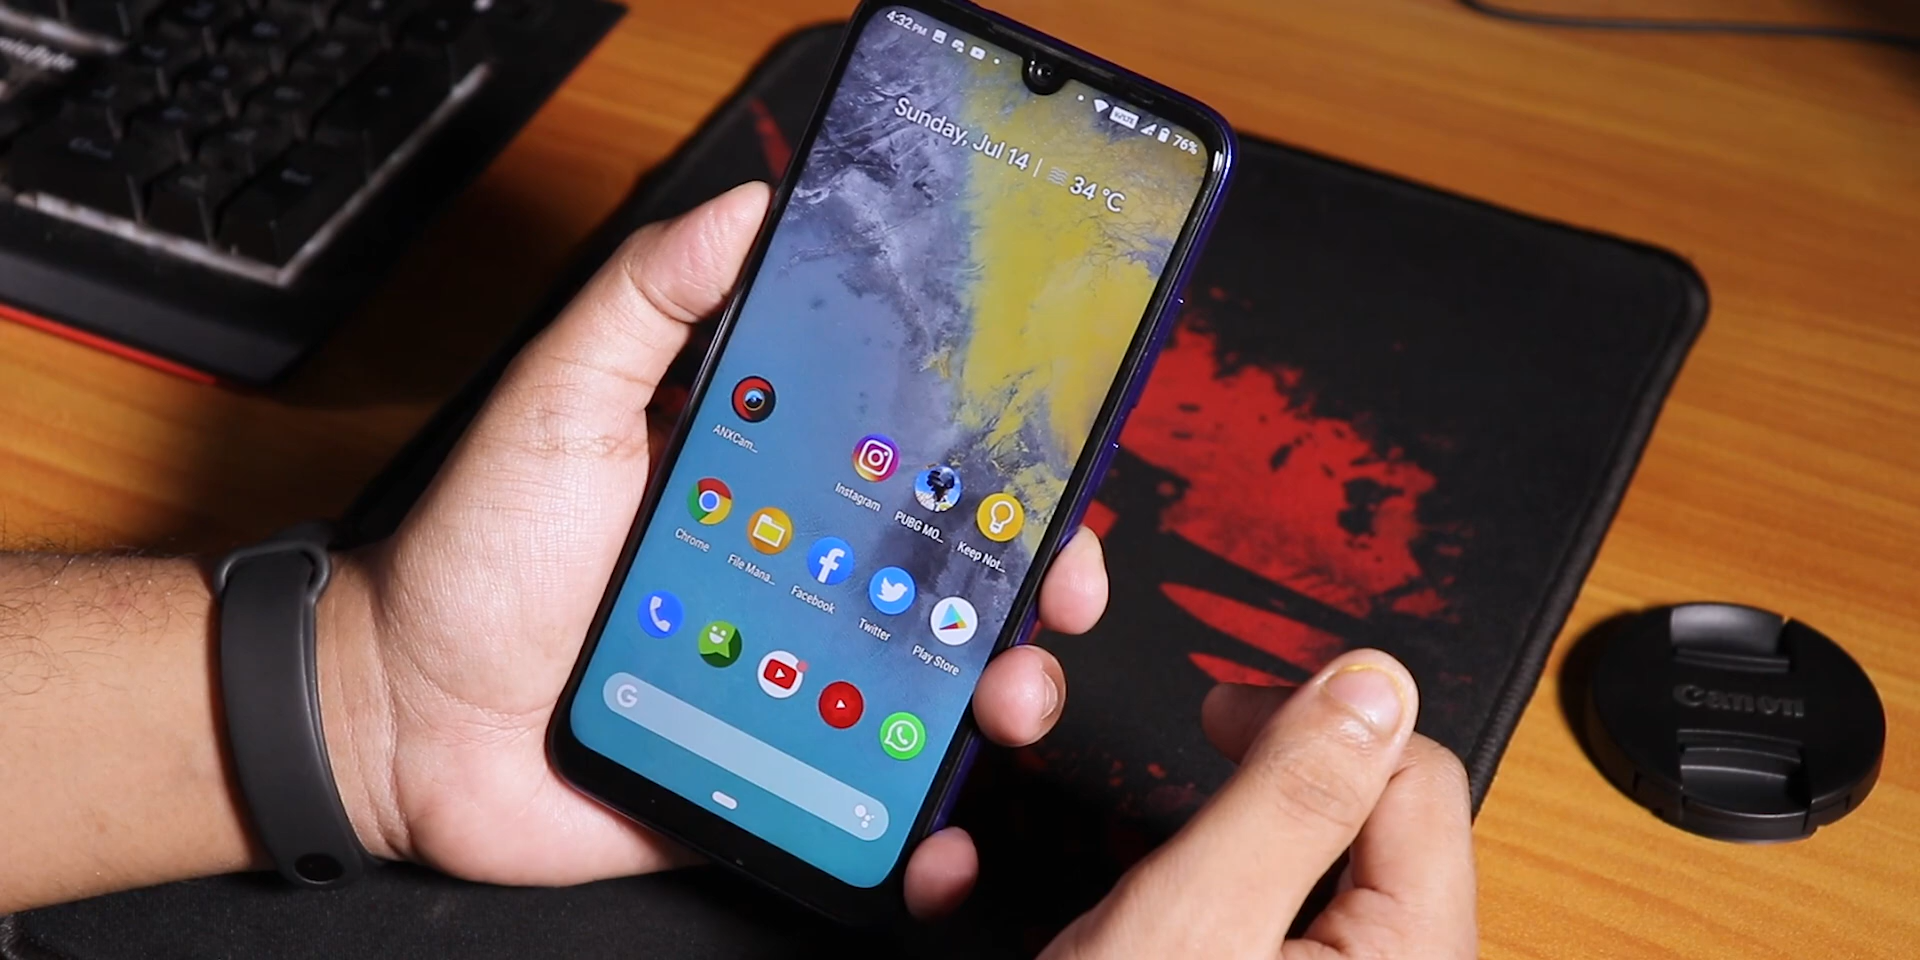 4:32 PM
VoLTE
76%
Sunday, Jul 14 | 34 °C
ANXCam...
Instagram
PUBG MO...
Keep Not...
Chrome
File Mana...
Facebook
Twitter
Play Store
G
Canon